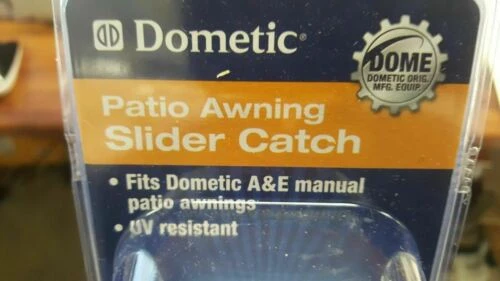 Dometic®
DOME
DOMETIC ORIG.
MFG. EQUIP.
Patio Awning
Slider Catch
• Fits Dometic A&E manual
patio awnings
• UV resistant